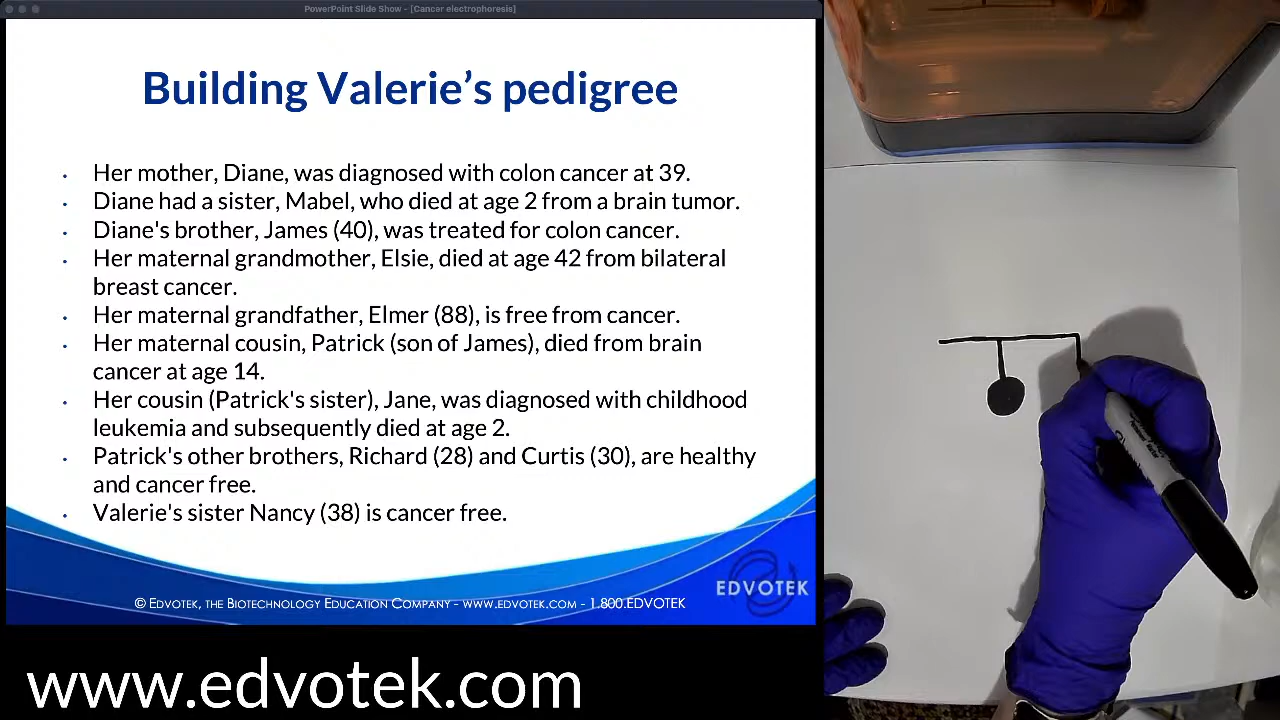 PowerPoint Slide Show - [Cancer electrophoresis]
Building Valerie’s pedigree
• Her mother, Diane, was diagnosed with colon cancer at 39.
• Diane had a sister, Mabel, who died at age 2 from a brain tumor.
• Diane's brother, James (40), was treated for colon cancer.
• Her maternal grandmother, Elsie, died at age 42 from bilateral
breast cancer.
• Her maternal grandfather, Elmer (88), is free from cancer.
• Her maternal cousin, Patrick (son of James), died from brain
cancer at age 14.
• Her cousin (Patrick's sister), Jane, was diagnosed with childhood
leukemia and subsequently died at age 2.
• Patrick's other brothers, Richard (28) and Curtis (30), are healthy
and cancer free.
• Valerie's sister Nancy (38) is cancer free.
EDVOTEK
© EDVOTEK, THE BIOTECHNOLOGY EDUCATION COMPANY - WWW.EDVOTEK.COM - 1.800.EDVOTEK
www.edvotek.com